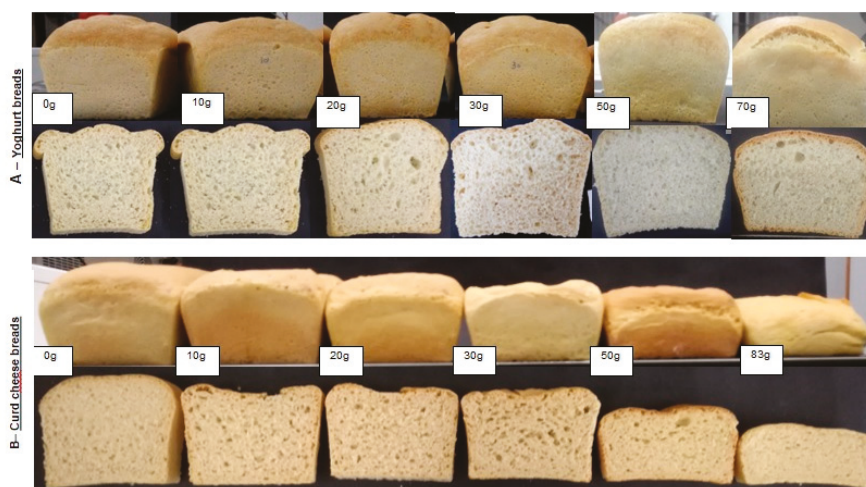 A – Yoghurt breads
0g
10g
20g
30g
50g
70g
B– Curd cheese breads
0g
10g
20g
30g
50g
83g